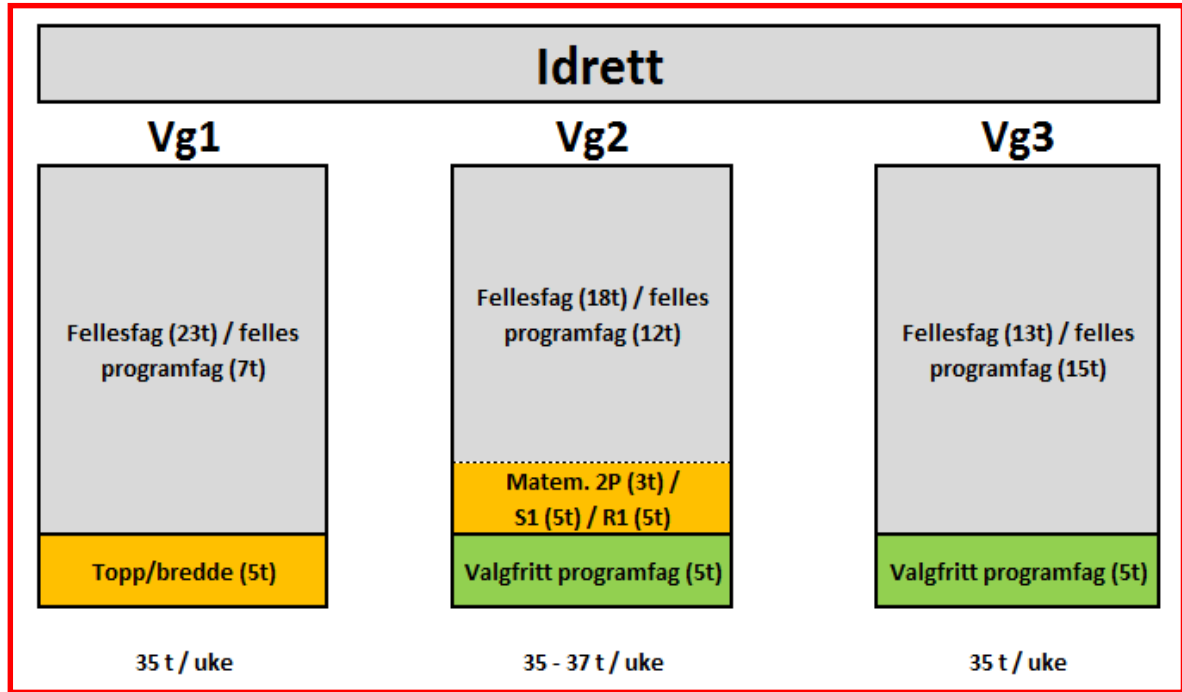 Idrett
Vg1
Vg2
Vg3
Fellesfag (23t) / felles
programfag (7t)
Fellesfag (18t) / felles
programfag (12t)
Fellesfag (13t) / felles
programfag (15t)
Matem. 2P (3t) /
S1 (5t) / R1 (5t)
Topp/bredde (5t)
Valgfritt programfag (5t)
Valgfritt programfag (5t)
35 t / uke
35 - 37 t / uke
35 t / uke